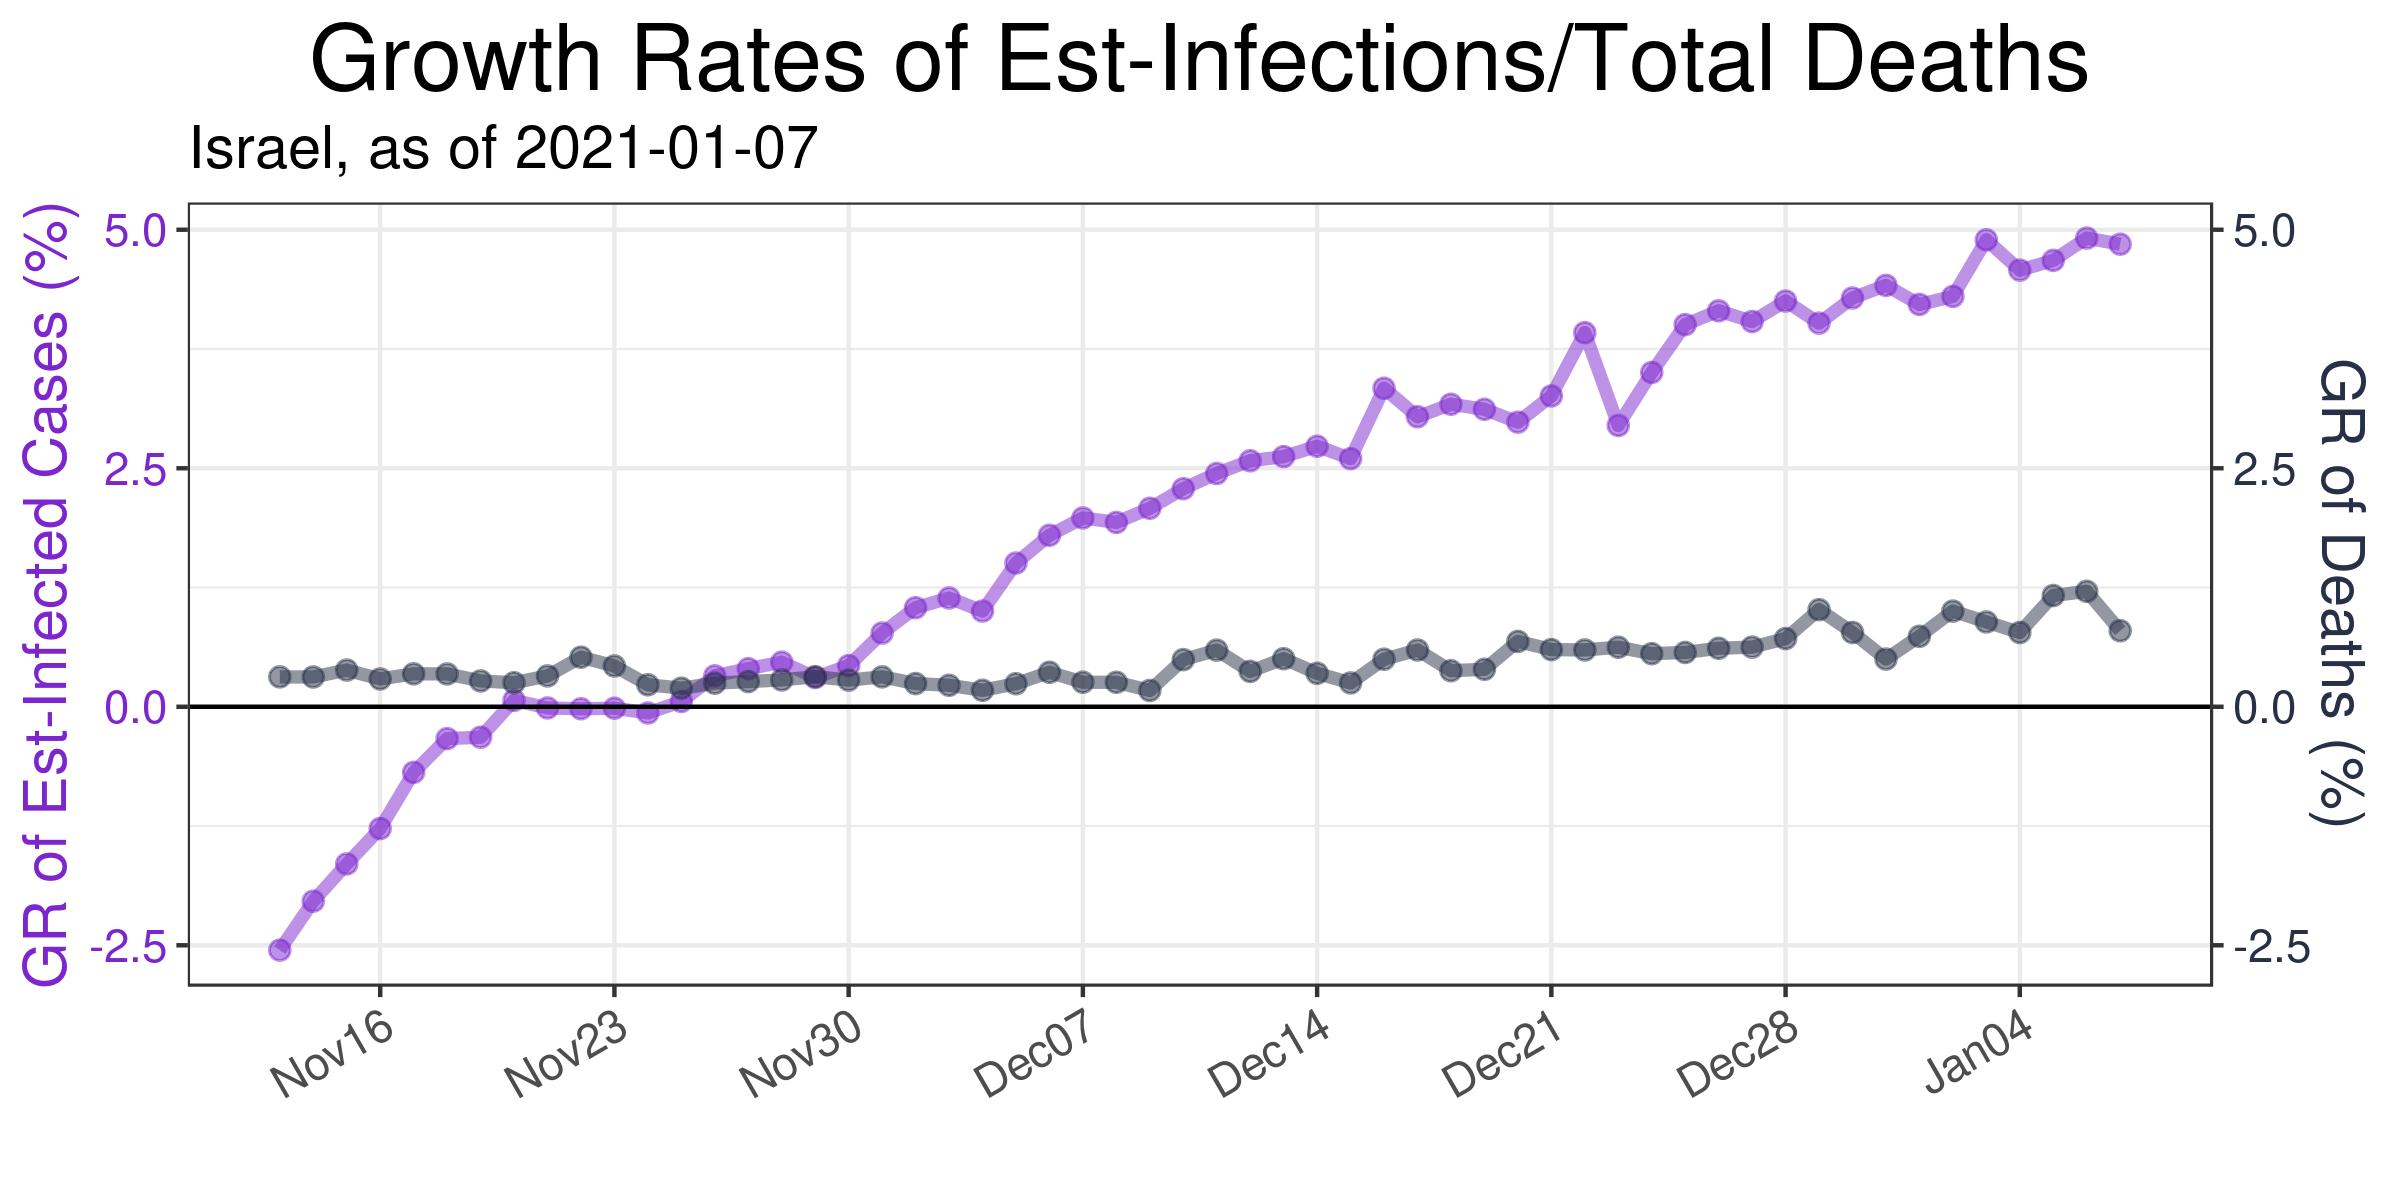 Growth Rates of Est-Infections/Total Deaths
Israel, as of 2021-01-07
GR of Est-Infected Cases (%)
5.0
2.5
0.0
-2.5
5.0
2.5
0.0
-2.5
GR of Deaths (%)
Nov16
Nov23
Nov30
Dec07
Dec14
Dec21
Dec28
Jan04